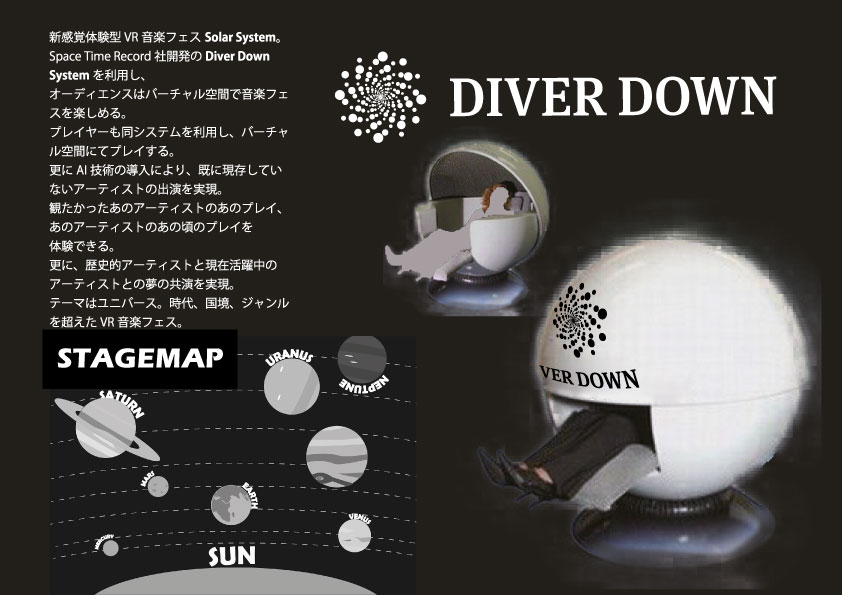 新感覚体験型 VR 音楽フェス Solar System。
Space Time Record 社開発の Diver Down
System を利用し、
オーディエンスはバーチャル空間で音楽フェ
スを楽しめる。
プレイヤーも同システムを利用し、バーチャ
ル空間にてプレイする。
更に AI 技術の導入により、既に現存してい
ないアーティストの出演を実現。
観たかったあのアーティストのあのプレイ、
あのアーティストのあの頃のプレイを
体験できる。
更に、歴史的アーティストと現在活躍中の
アーティストとの夢の共演を実現。
テーマはユニバース。時代、国境、ジャンル
を超えた VR 音楽フェス。
DIVER DOWN
VER DOWN
STAGEMAP
URANUS
NEPTUNE
SATURN
MARS
EARTH
VENUS
MERCURY
SUN